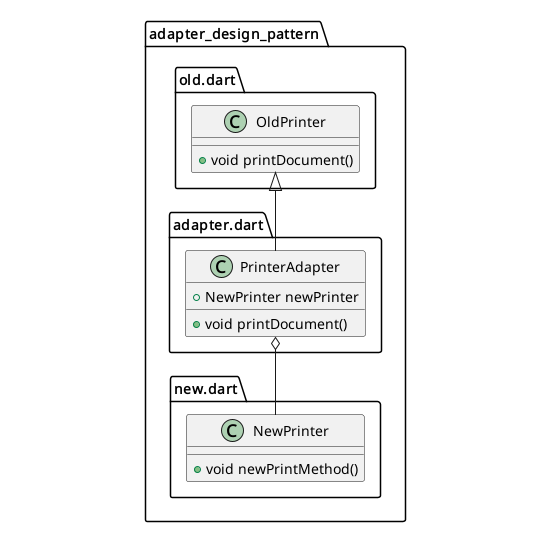 adapter_design_pattern
old.dart
C OldPrinter
void printDocument()
adapter.dart
C PrinterAdapter
NewPrinter newPrinter
void printDocument()
new.dart
C NewPrinter
void newPrintMethod()